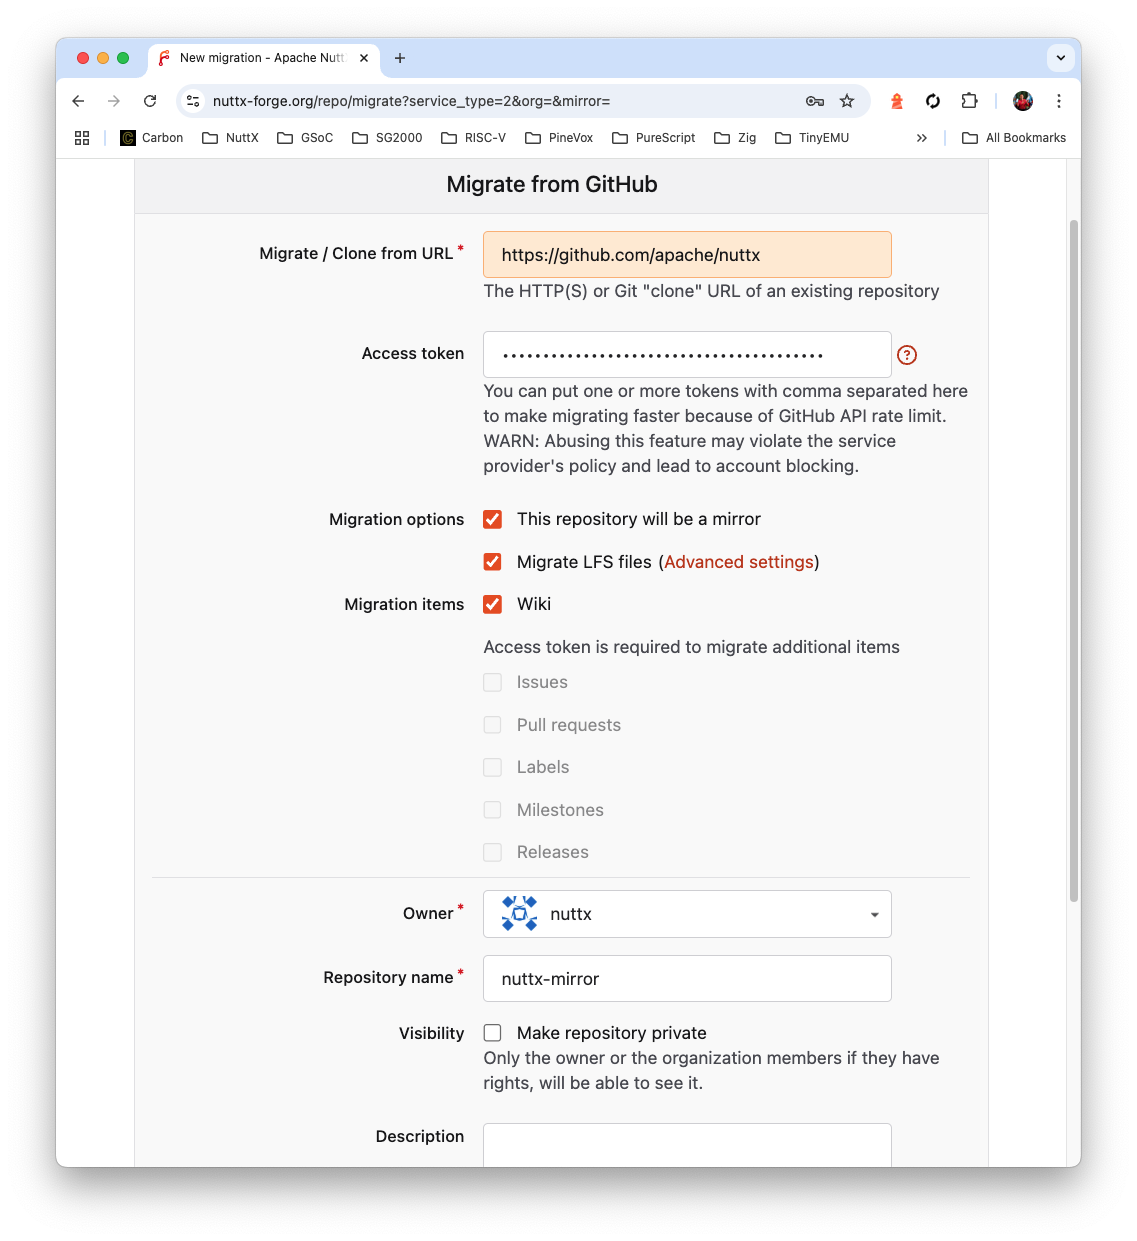 New migration - Apache Nutt
nuttx-forge.org/repo/migrate?service_type=2&org=&mirror=
Carbon NuttX GSoC SG2000 RISC-V PineVox PureScript Zig TinyEMU » All Bookmarks
Migrate from GitHub
Migrate / Clone from URL *
https://github.com/apache/nuttx
The HTTP(S) or Git "clone" URL of an existing repository
Access token
••••••••••••••••••••••••••••••••••••••••
You can put one or more tokens with comma separated here
to make migrating faster because of GitHub API rate limit.
WARN: Abusing this feature may violate the service
provider's policy and lead to account blocking.
Migration options
This repository will be a mirror
Migrate LFS files (Advanced settings)
Migration items
Wiki
Access token is required to migrate additional items
Issues
Pull requests
Labels
Milestones
Releases
Owner *
nuttx
Repository name *
nuttx-mirror
Visibility
Make repository private
Only the owner or the organization members if they have
rights, will be able to see it.
Description